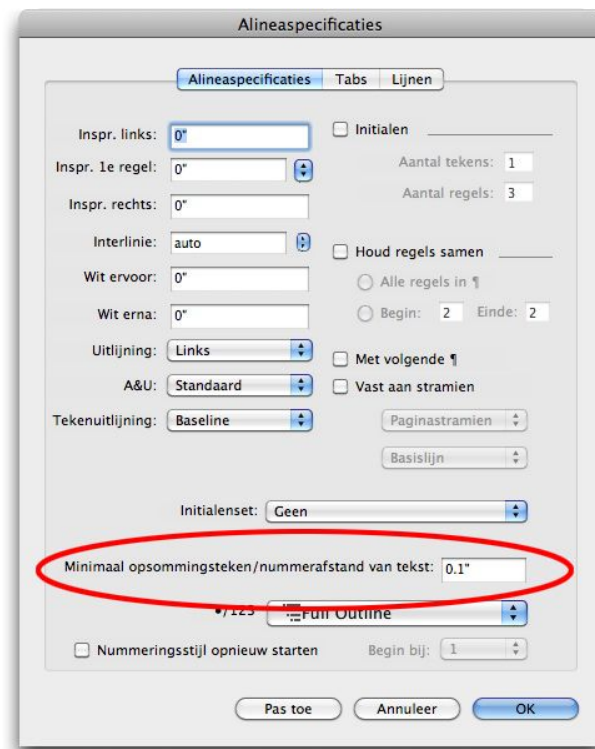 Alineaspecificaties
Alineaspecificaties Tabs Lijnen
Inspr. links: 0"
Inspr. 1e regel: 0"
Inspr. rechts: 0"
Interlinie: auto
Wit ervoor: 0"
Wit erna: 0"
Uitlijning: Links
A&U: Standaard
Tekenuitlijning: Baseline
Initialen
Aantal tekens: 1
Aantal regels: 3
Houd regels samen
Alle regels in ¶
Begin: 2 Einde: 2
Met volgende ¶
Vast aan stramien
Paginastramien
Basislijn
Initialenset: Geen
Minimaal opsommingsteken/nummerafstand van tekst: 0.1"
•/123 Full Outline
Nummeringsstijl opnieuw starten Begin bij: 1
Pas toe Annuleer OK